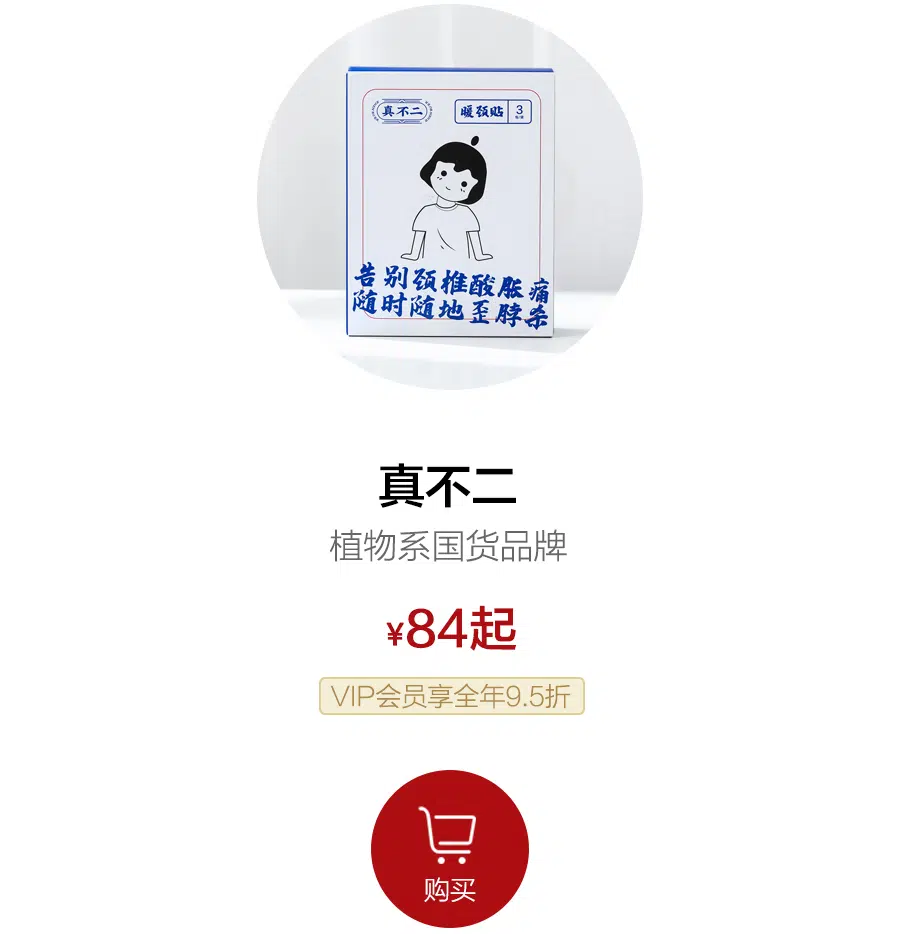 真不二
暖颈贴
3
告别颈椎酸胀痛
随时随地歪脖杀
真不二
植物系国货品牌
¥84起
VIP会员享全年9.5折
购买